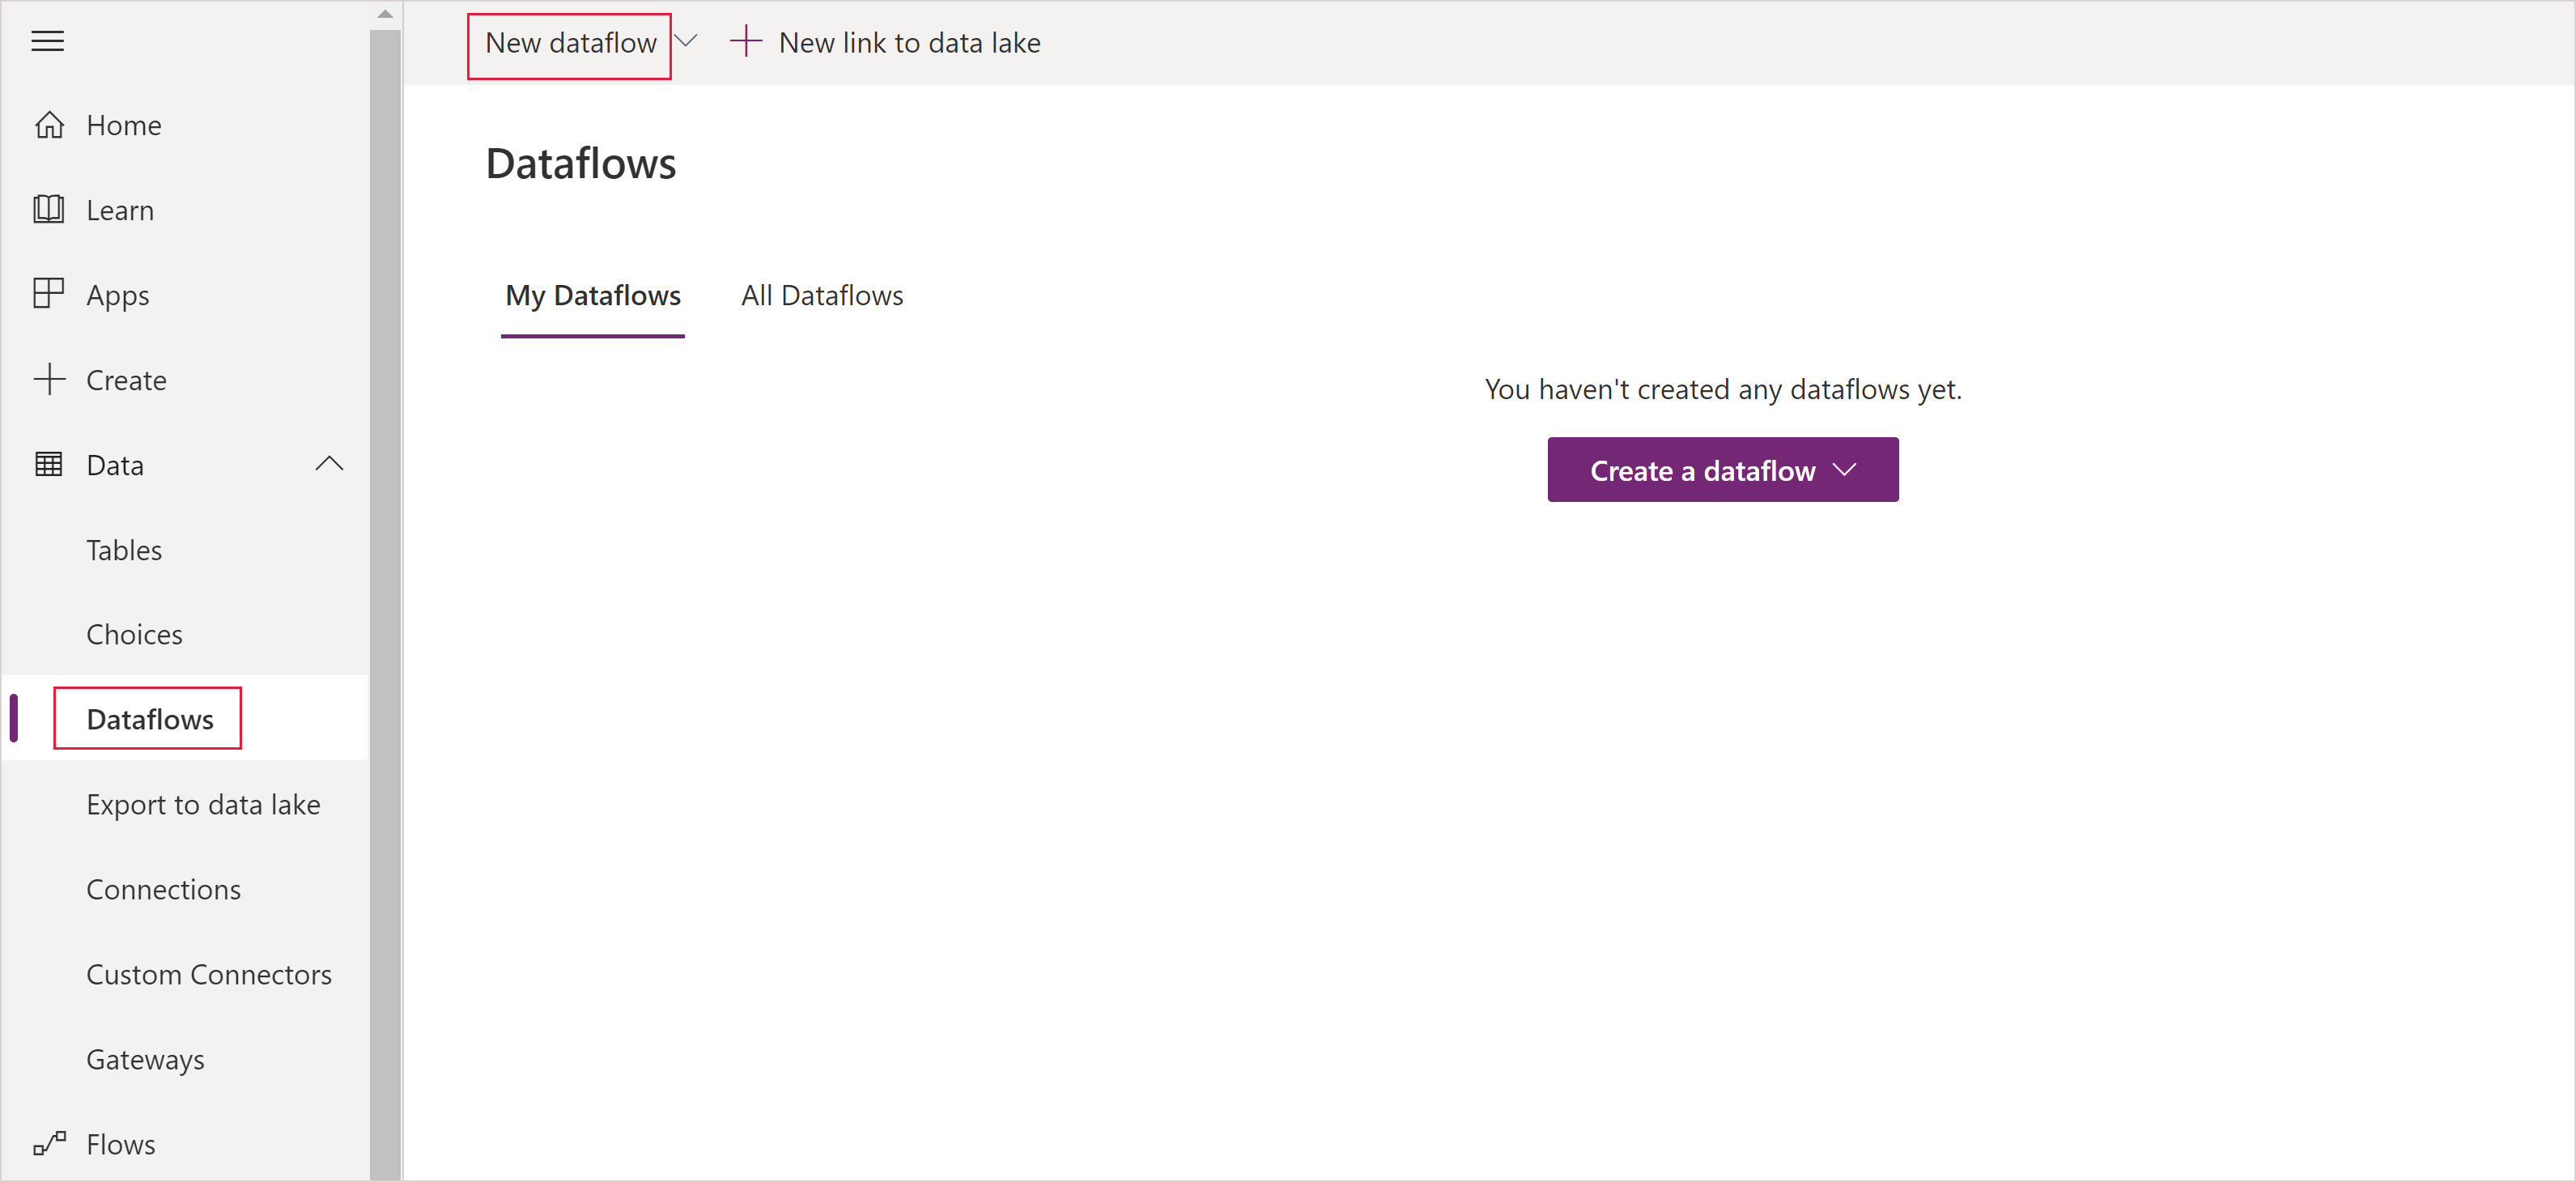 Home
Learn
Apps
Create
Data
Tables
Choices
Dataflows
Export to data lake
Connections
Custom Connectors
Gateways
Flows
New dataflow
New link to data lake
Dataflows
My Dataflows
All Dataflows
You haven't created any dataflows yet.
Create a dataflow